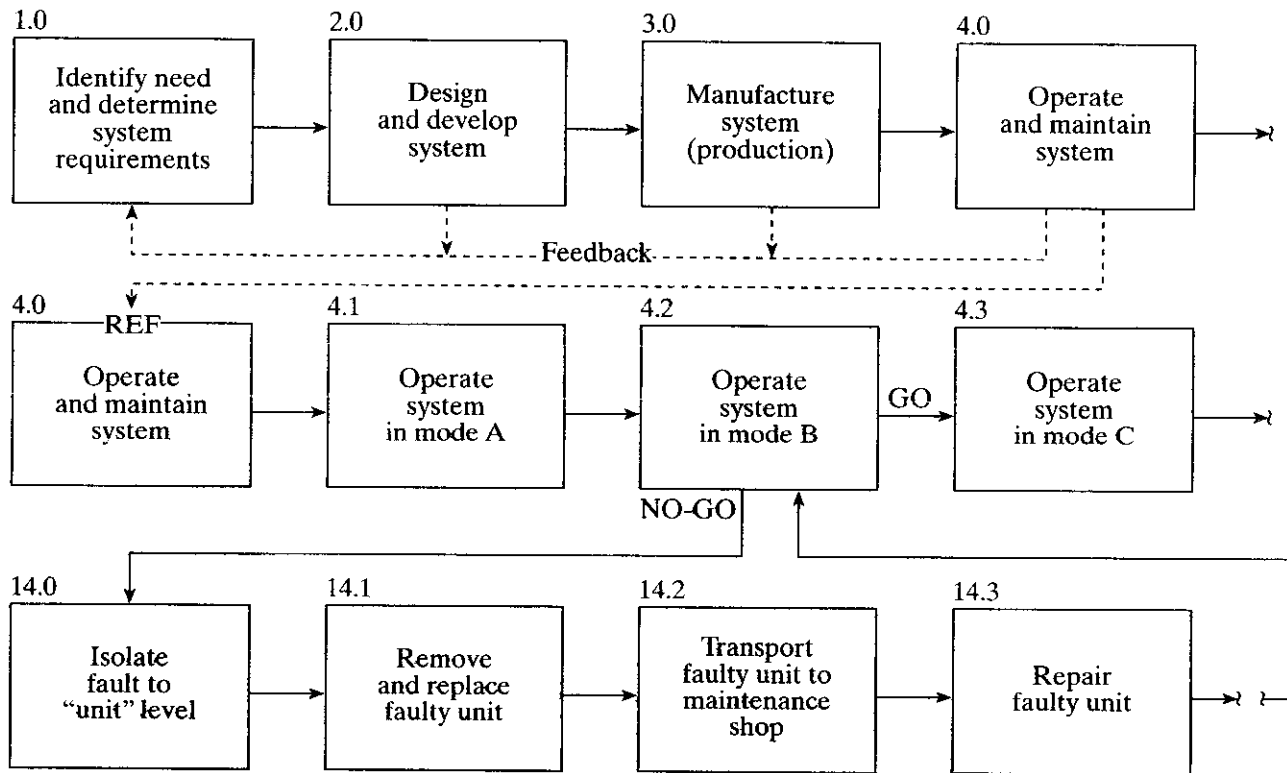 1.0
2.0
3.0
4.0
Identify need
and determine
system
requirements
Design
and develop
system
Manufacture
system
(production)
Operate
and maintain
system
Feedback
4.0
4.1
4.2
4.3
REF
Operate
and maintain
system
Operate
system
in mode A
Operate
system
in mode B
GO
Operate
system
in mode C
NO-GO
14.0
14.1
14.2
14.3
Isolate
fault to
“unit” level
Remove
and replace
faulty unit
Transport
faulty unit to
maintenance
shop
Repair
faulty unit